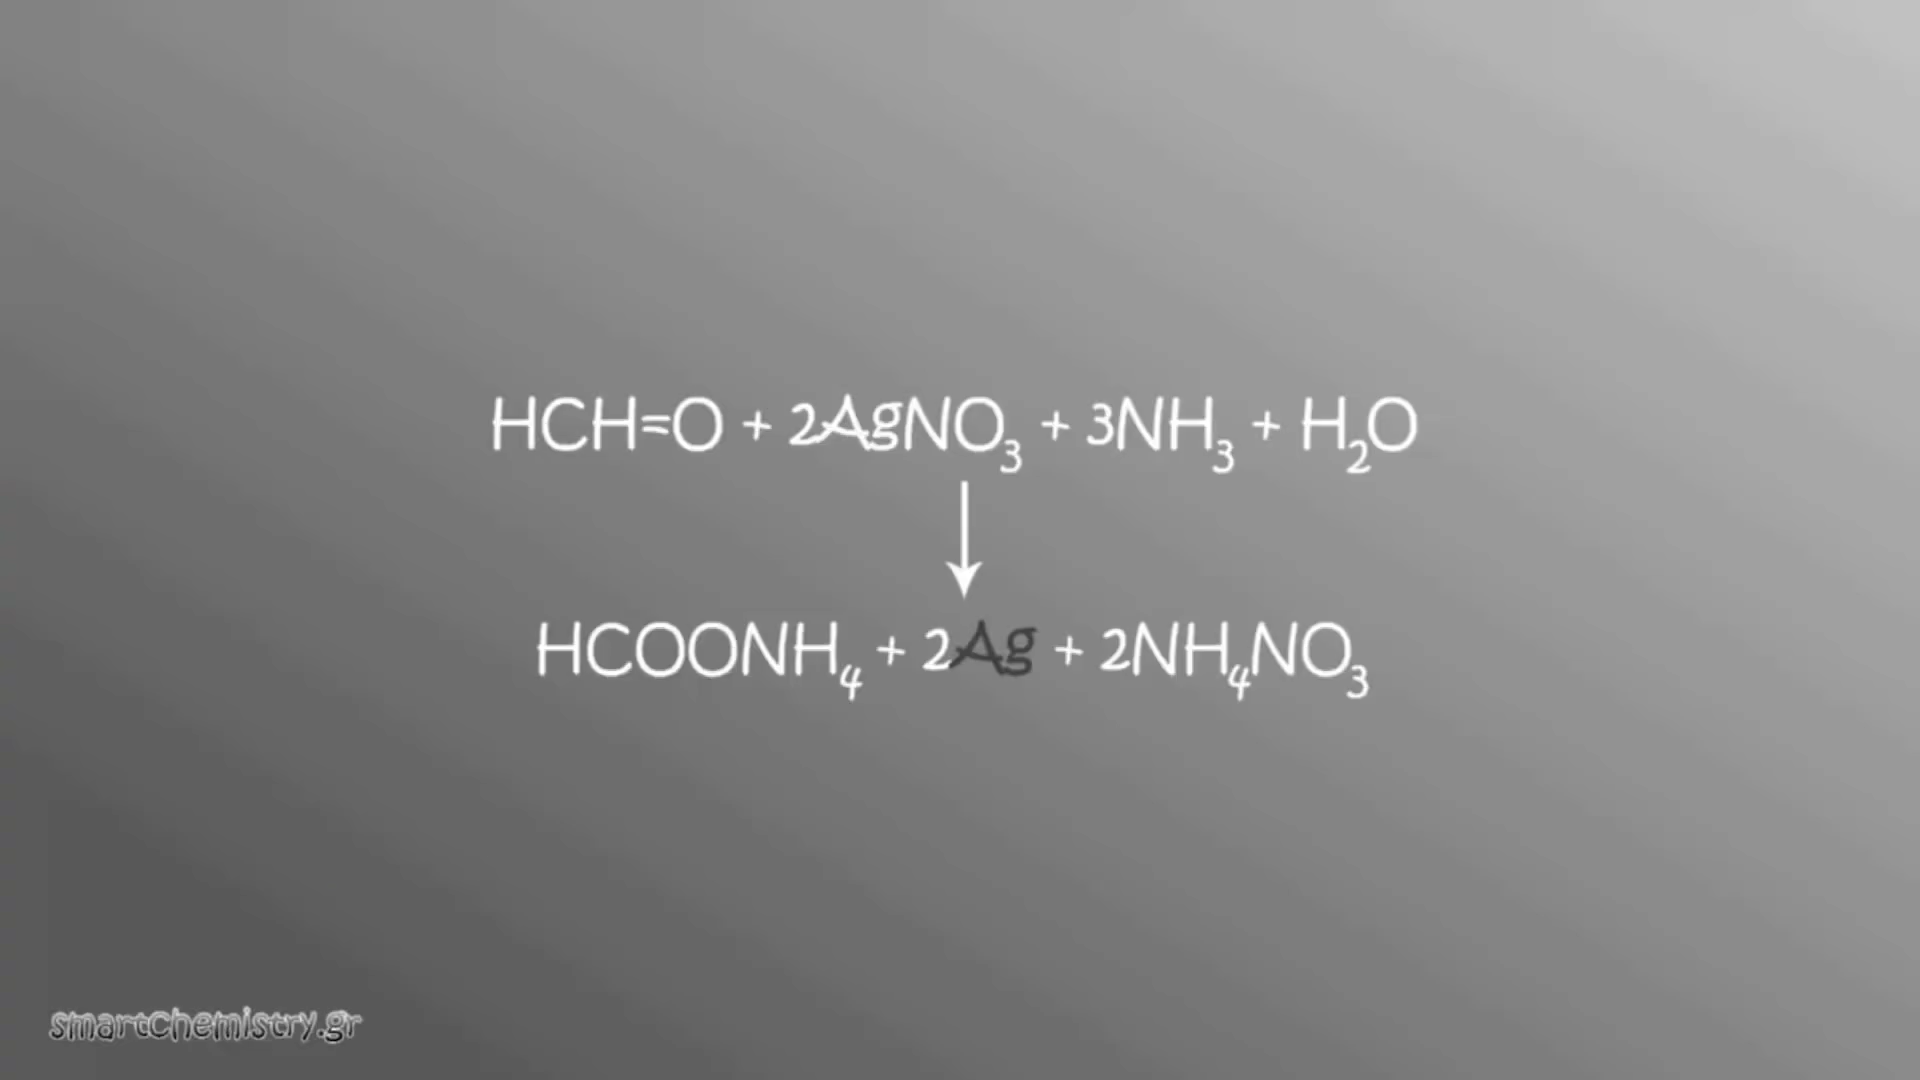 HCH=O + 2AgNO₃ + 3NH₃ + H₂O
HCOONH₄ + 2Ag + 2NH₄NO₃
smartChemistry.gr